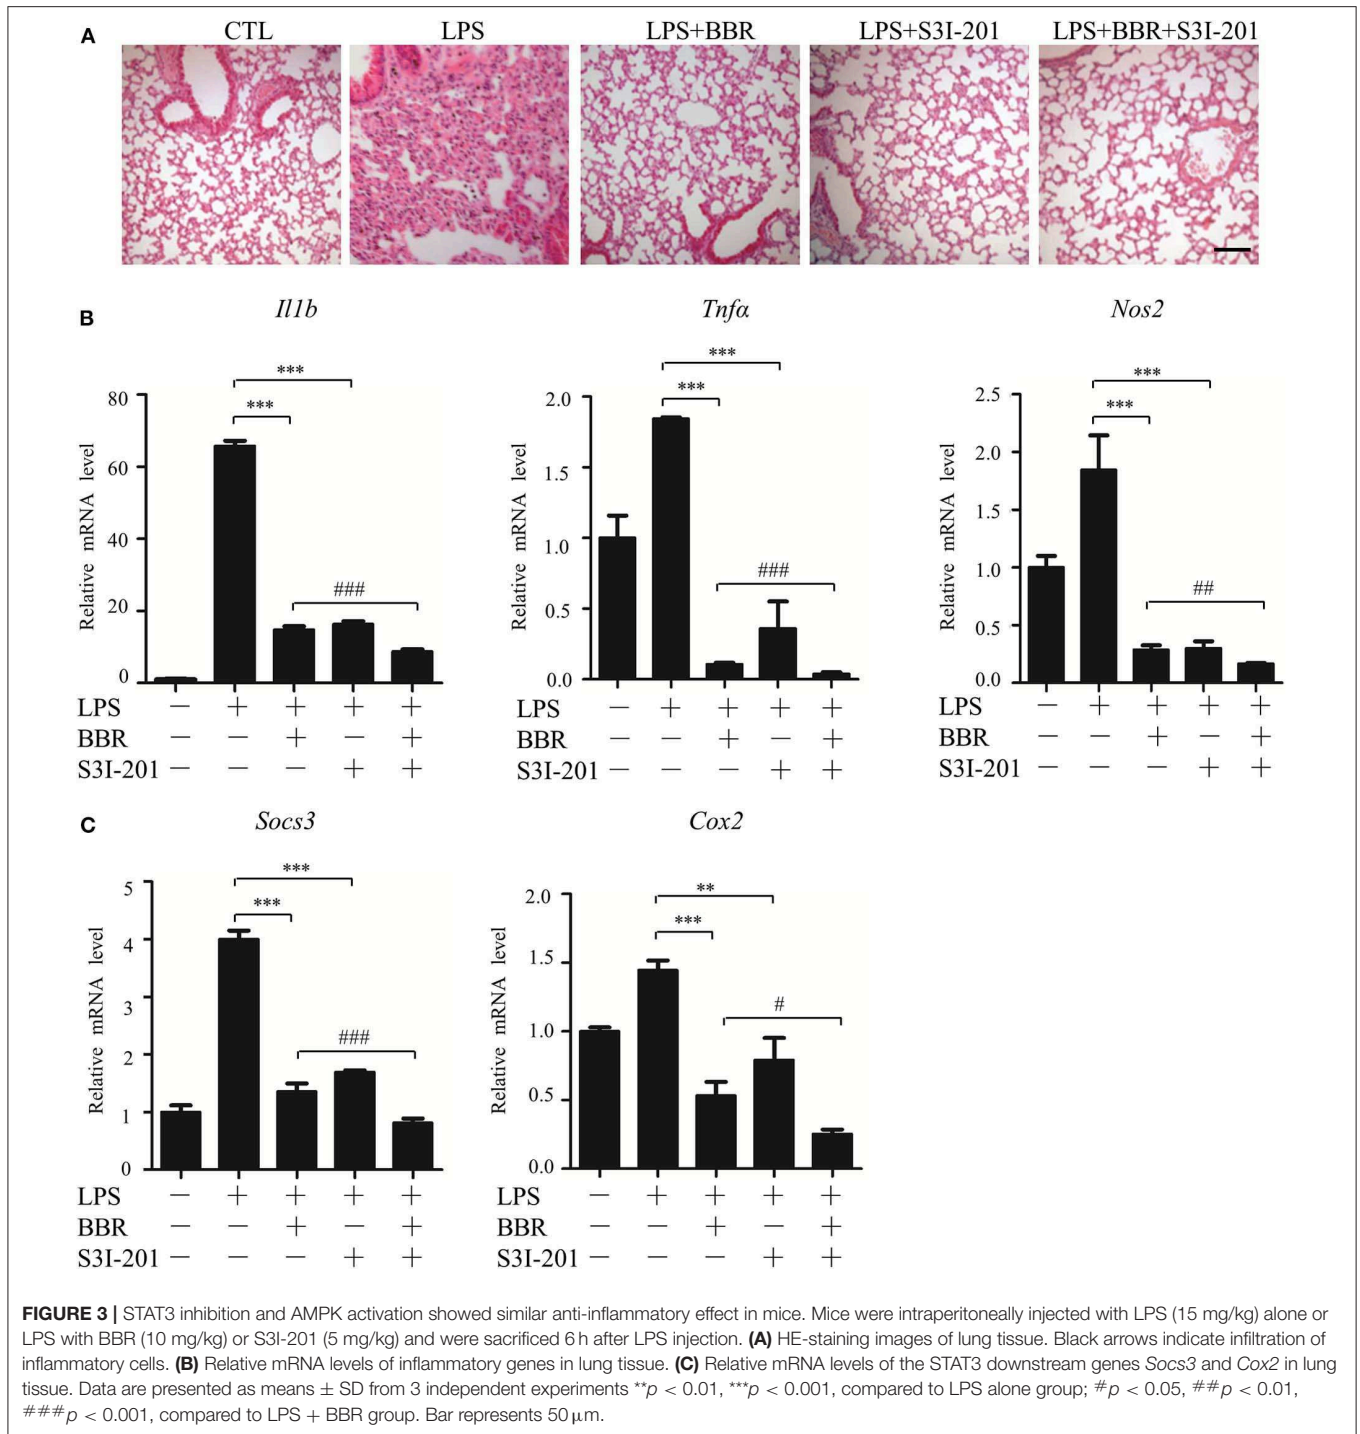 A CTL LPS LPS+BBR LPS+S3I-201 LPS+BBR+S3I-201
B Il1b Tnfα Nos2
Relative mRNA level
80
60
40
20
0
***
***
###
LPS − + + + +
BBR − − + − +
S3I-201 − − − + +
Relative mRNA level
2.0
1.5
1.0
0.5
0.0
***
***
###
LPS − + + + +
BBR − − + − +
S3I-201 − − − + +
Relative mRNA level
2.5
2.0
1.5
1.0
0.5
0.0
***
***
##
LPS − + + + +
BBR − − + − +
S3I-201 − − − + +
C Socs3 Cox2
Relative mRNA level
5
4
3
2
1
0
***
***
###
LPS − + + + +
BBR − − + − +
S3I-201 − − − + +
Relative mRNA level
2.0
1.5
1.0
0.5
0.0
**
***
#
LPS − + + + +
BBR − − + − +
S3I-201 − − − + +
FIGURE 3 | STAT3 inhibition and AMPK activation showed similar anti-inflammatory effect in mice. Mice were intraperitoneally injected with LPS (15 mg/kg) alone or
LPS with BBR (10 mg/kg) or S3I-201 (5 mg/kg) and were sacrificed 6 h after LPS injection. (A) HE-staining images of lung tissue. Black arrows indicate infiltration of
inflammatory cells. (B) Relative mRNA levels of inflammatory genes in lung tissue. (C) Relative mRNA levels of the STAT3 downstream genes Socs3 and Cox2 in lung
tissue. Data are presented as means ± SD from 3 independent experiments **p < 0.01, ***p < 0.001, compared to LPS alone group; #p < 0.05, ##p < 0.01,
###p < 0.001, compared to LPS + BBR group. Bar represents 50 μm.